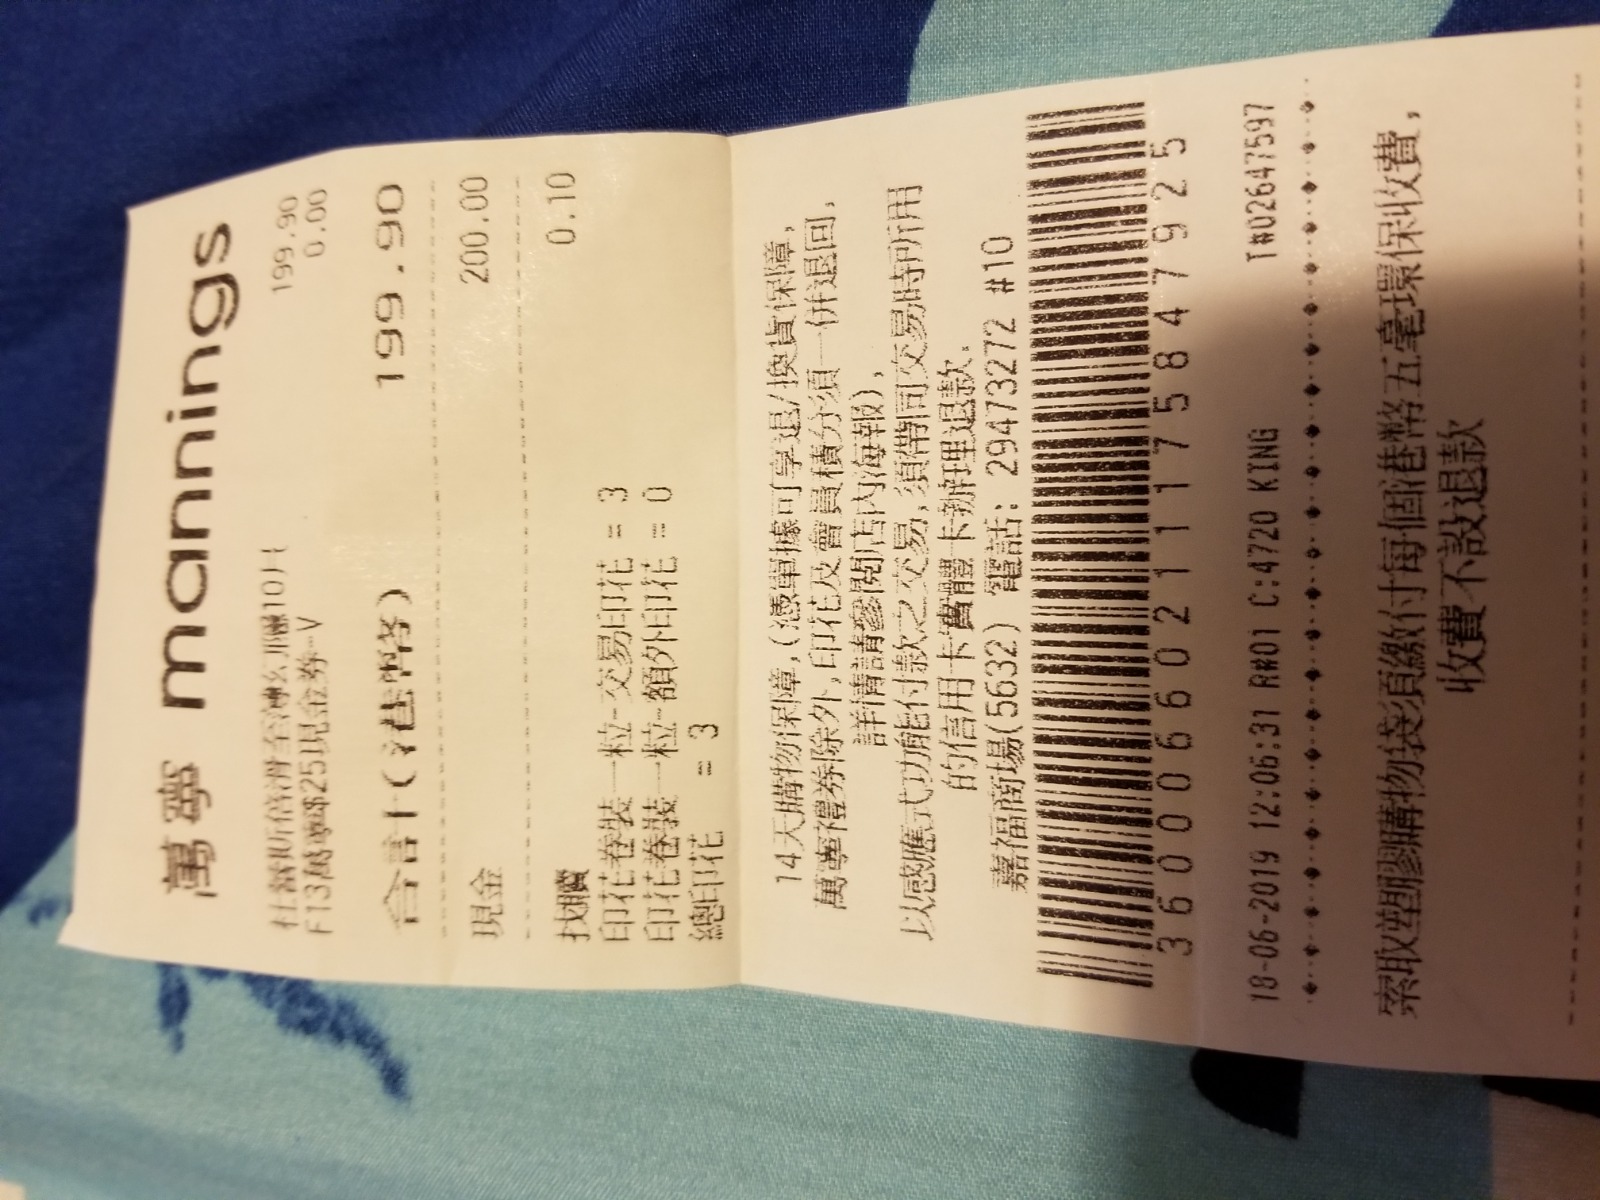 萬寧 mannings
杜蕾斯倍滑至薄幻隱10片 199.90
F13萬寧$25現金券-V 0.00
合計(港幣) 199.90
現金 200.00
找贖 0.10
印花卷裝一粒-交易印花 = 3
印花卷裝一粒-額外印花 = 0
總印花 = 3
14天購物保障,(憑單據可享退/換貨保障,
萬寧禮券除外,印花及會員積分須一併退回,
詳情請參閱店內海報),
以感應式功能付款之交易,須帶同交易時所用
的信用卡實體卡辦理退款.
嘉福商場(5632) 電話: 29473272 #10
360006602111175847925
18-06-2019 12:06:31 R#01 C:4720 KING T#02647597
索取塑膠購物袋須繳付每個港幣五毫環保收費,
收費不設退款